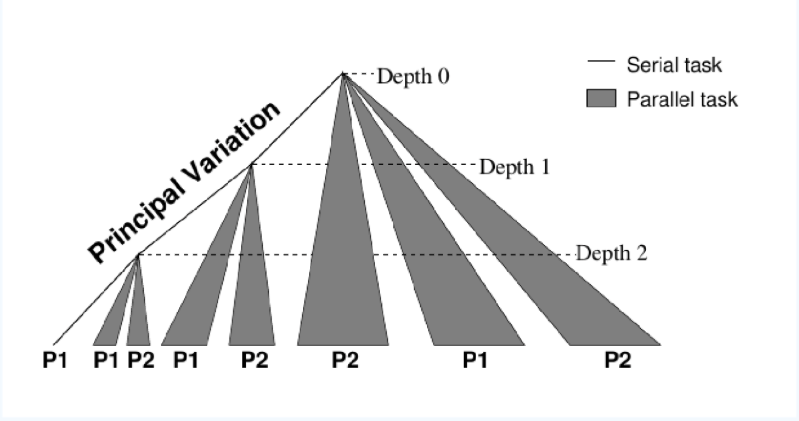 Depth 0
Serial task
Parallel task
Principal Variation
Depth 1
Depth 2
P1 P1 P2 P1 P2 P2 P1 P2